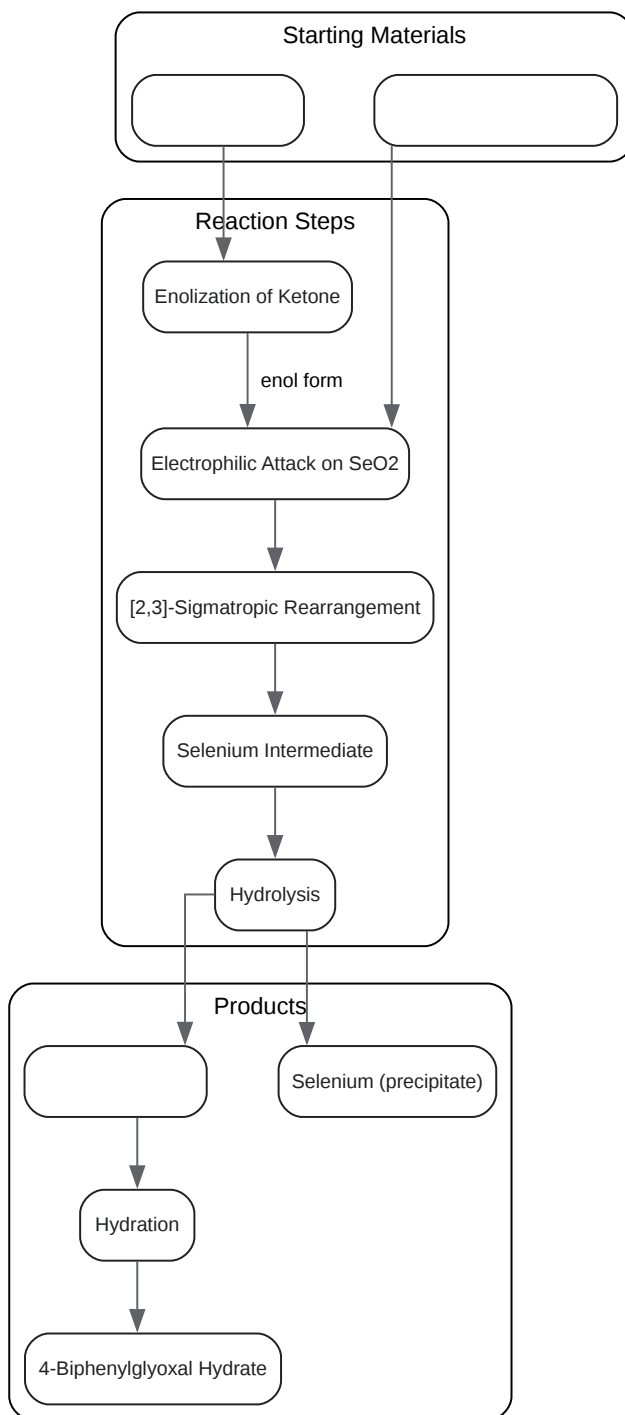 Starting Materials
Reaction Steps
Enolization of Ketone
enol form
Electrophilic Attack on SeO2
[2,3]-Sigmatropic Rearrangement
Selenium Intermediate
Hydrolysis
Products
Selenium (precipitate)
Hydration
4-Biphenylglyoxal Hydrate